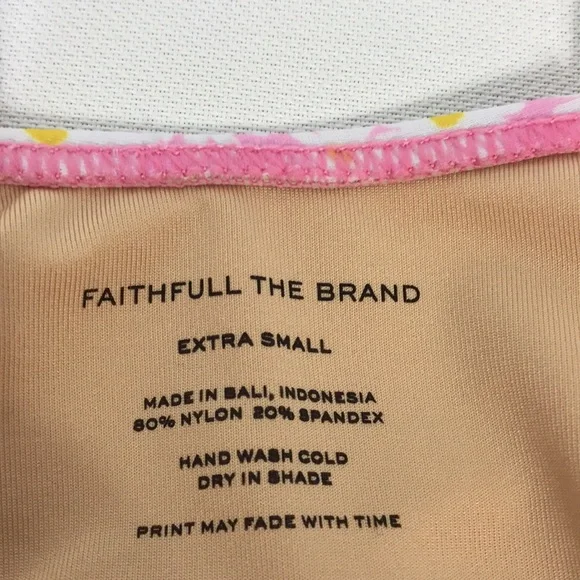 FAITHFULL THE BRAND
EXTRA SMALL
MADE IN BALI, INDONESIA
80% NYLON 20% SPANDEX
HAND WASH COLD
DRY IN SHADE
PRINT MAY FADE WITH TIME